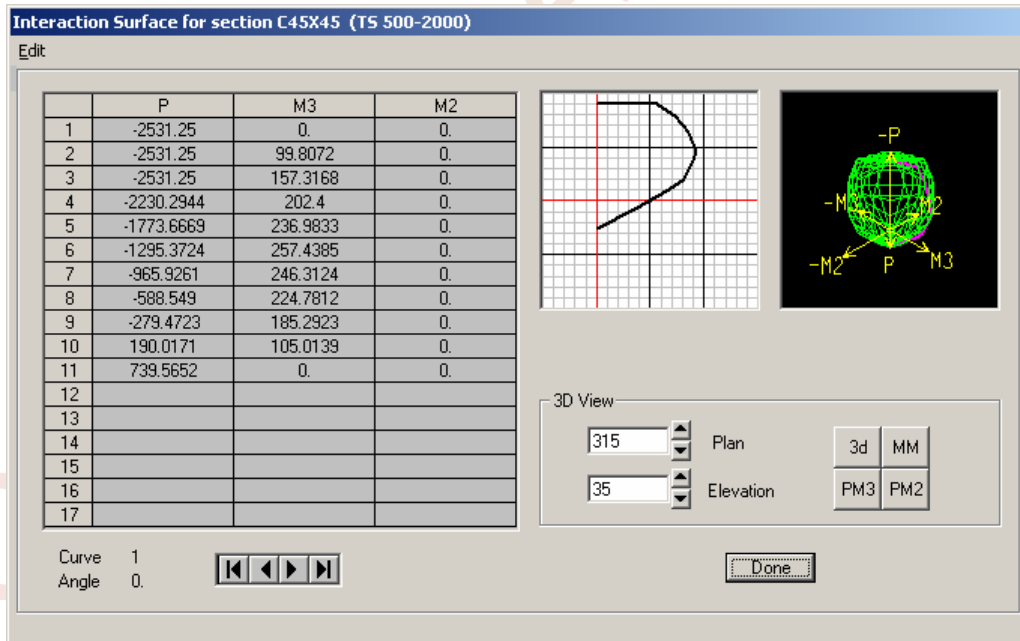 Interaction Surface for section C45X45 (TS 500-2000)
Edit
P M3 M2
1 -2531.25 0. 0.
2 -2531.25 99.8072 0.
3 -2531.25 157.3168 0.
4 -2230.2944 202.4 0.
5 -1773.6669 236.9833 0.
6 -1295.3724 257.4385 0.
7 -965.9261 246.3124 0.
8 -588.549 224.7812 0.
9 -279.4723 185.2923 0.
10 190.0171 105.0139 0.
11 739.5652 0. 0.
12
13
14
15
16
17
Curve 1
Angle 0.
-P
-M3 M2
-M2 P M3
3D View
315 Plan 3d MM
35 Elevation PM3 PM2
Done